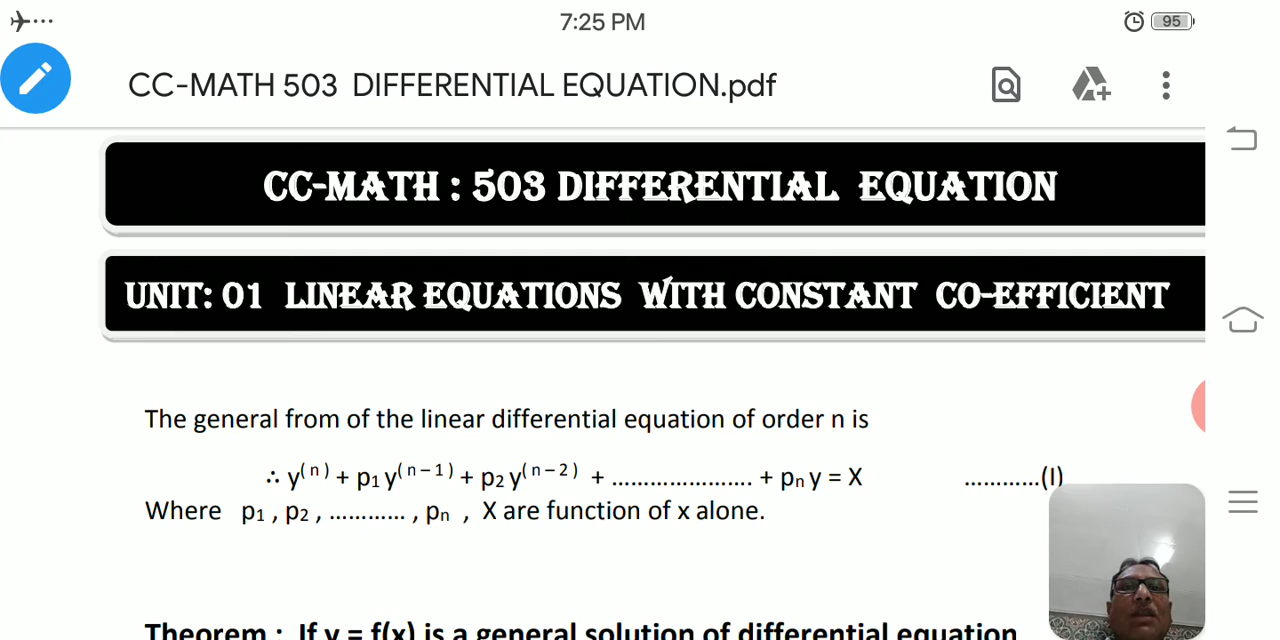 7:25 PM
95
CC-MATH 503 DIFFERENTIAL EQUATION.pdf
CC-MATH : 503 DIFFERENTIAL EQUATION
UNIT: 01 LINEAR EQUATIONS WITH CONSTANT CO-EFFICIENT
The general from of the linear differential equation of order n is
∴ y⁽ⁿ⁾ + p₁ y⁽ⁿ⁻¹⁾ + p₂ y⁽ⁿ⁻²⁾ + ………………… + pₙ y = X …………(I)
Where p₁ , p₂ , ………… , pₙ , X are function of x alone.
Theorem : If y = f(x) is a general solution of differential equation